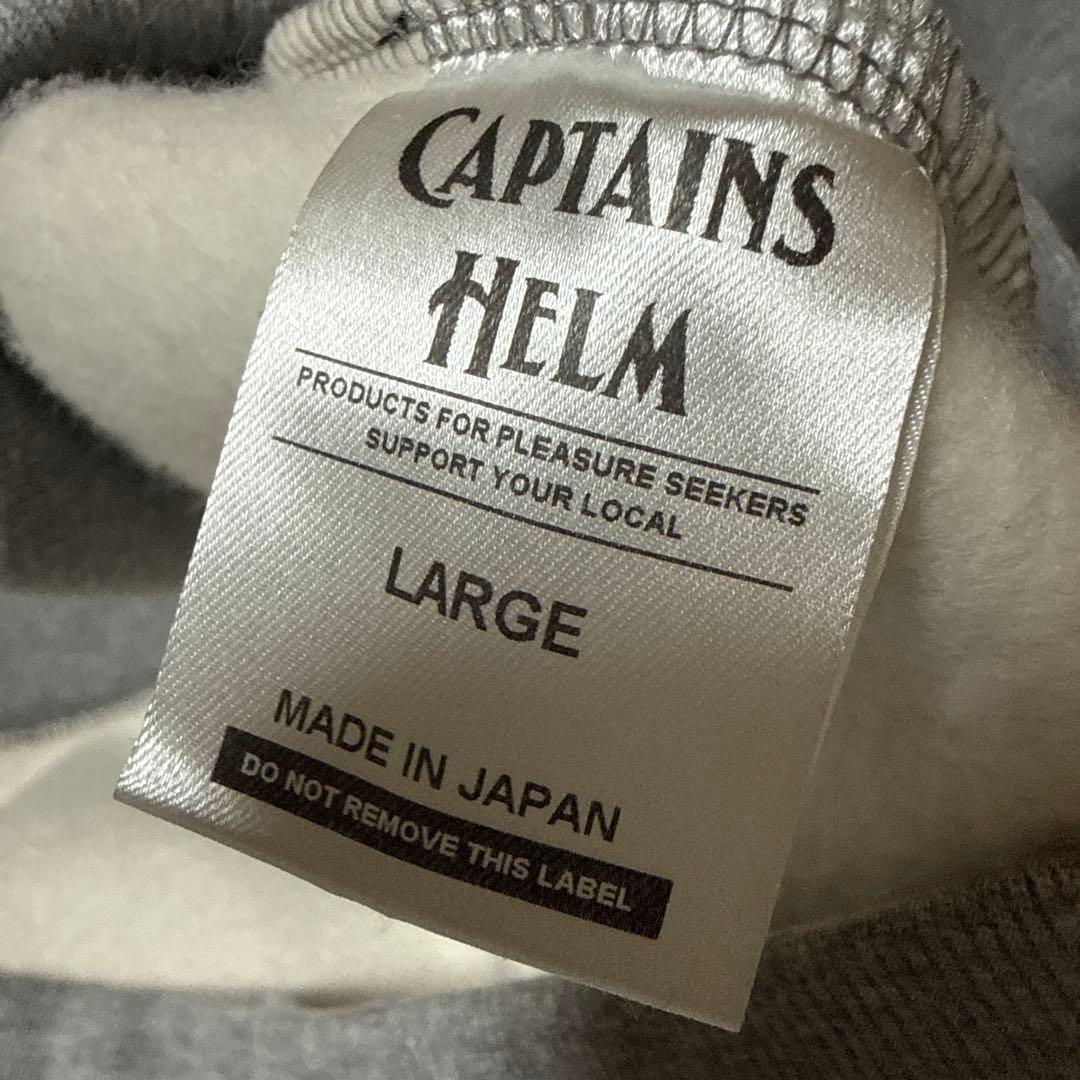 CAPTAINS
HELM
PRODUCTS FOR PLEASURE SEEKERS
SUPPORT YOUR LOCAL
LARGE
MADE IN JAPAN
DO NOT REMOVE THIS LABEL